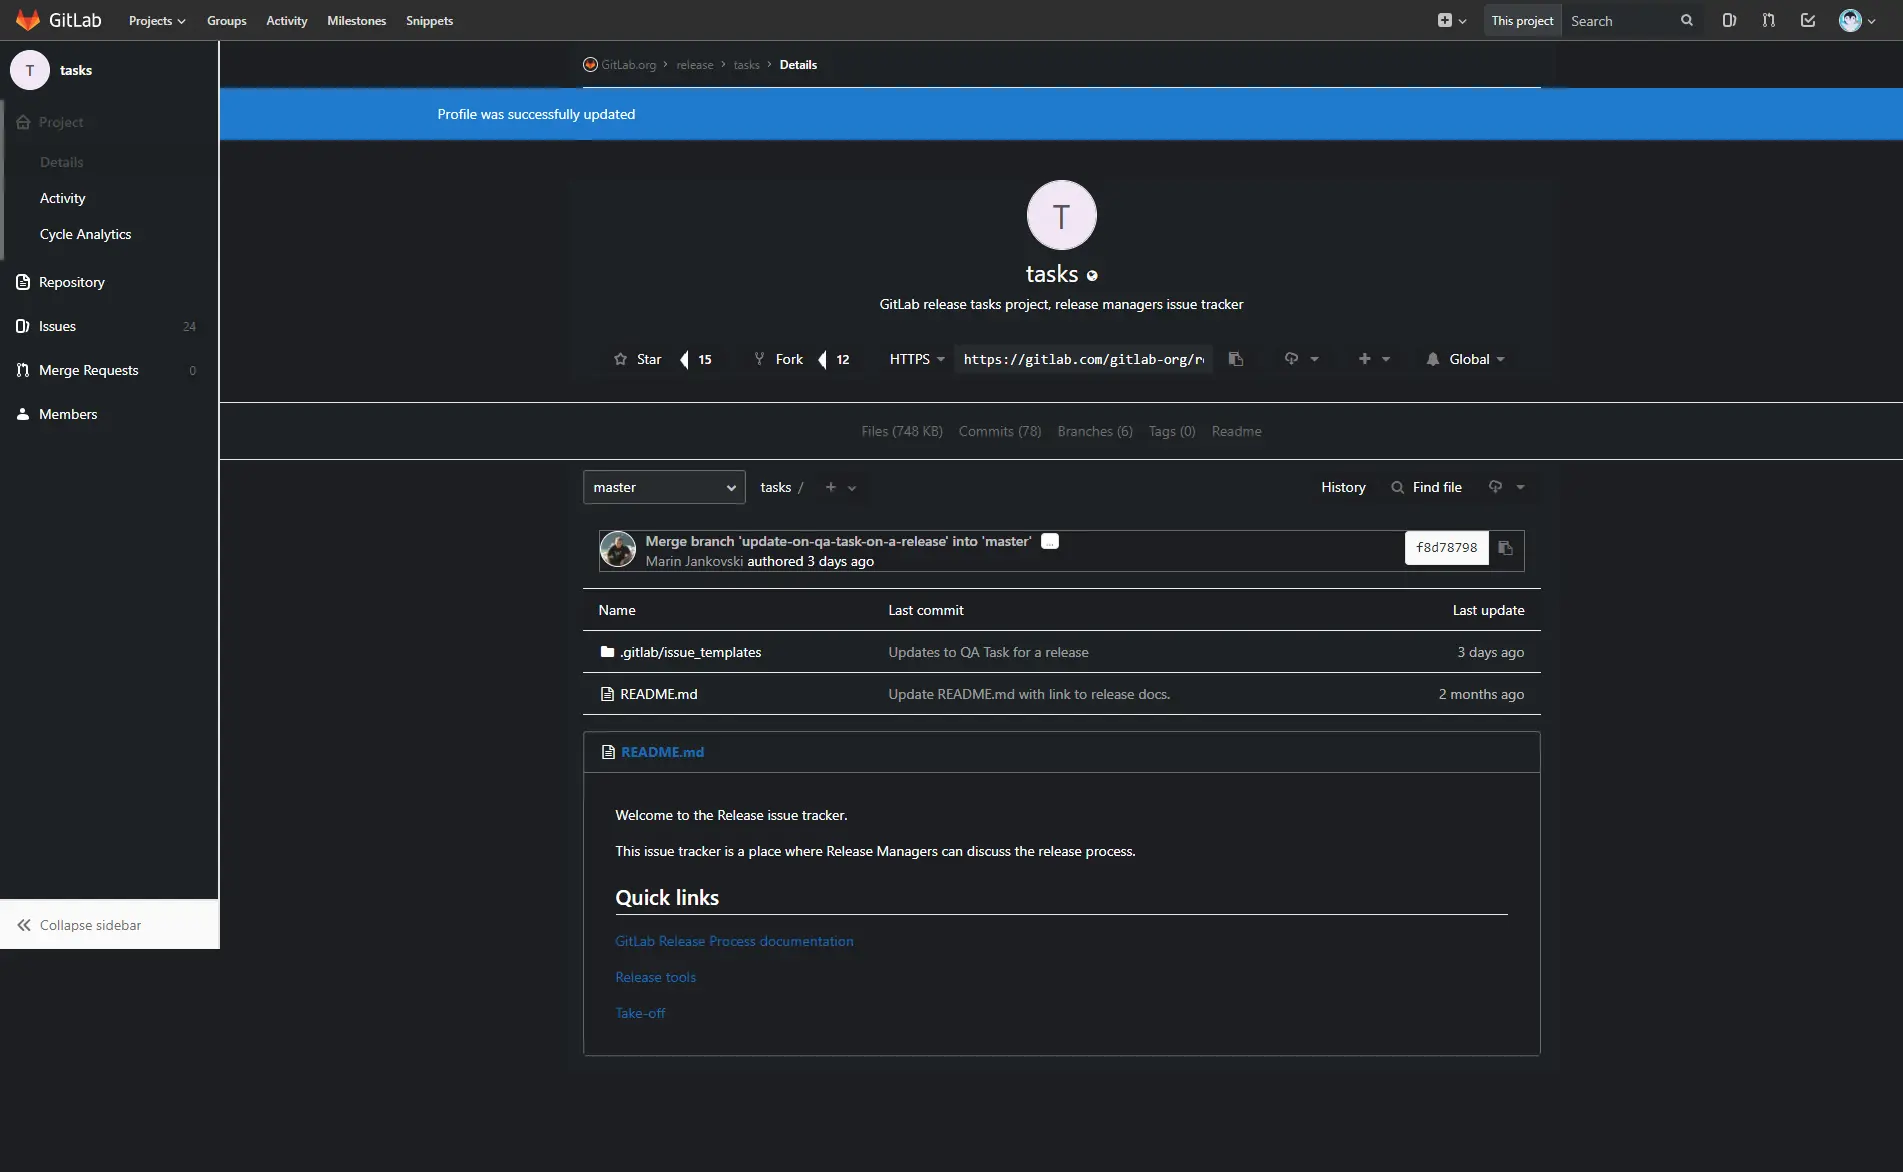 GitLab Projects Groups Activity Milestones Snippets This project Search
T tasks
GitLab.org > release > tasks > Details
Profile was successfully updated
Project
Details
Activity
Cycle Analytics
Repository
Issues 24
Merge Requests 0
Members
Collapse sidebar
T
tasks
GitLab release tasks project, release managers issue tracker
Star 15 Fork 12 HTTPS https://gitlab.com/gitlab-org/r Global
Files (748 KB) Commits (78) Branches (6) Tags (0) Readme
master tasks / + History Find file
Merge branch 'update-on-qa-task-on-a-release' into 'master' ...
Marin Jankovski authored 3 days ago
f8d78798
Name Last commit Last update
.gitlab/issue_templates Updates to QA Task for a release 3 days ago
README.md Update README.md with link to release docs. 2 months ago
README.md
Welcome to the Release issue tracker.
This issue tracker is a place where Release Managers can discuss the release process.
Quick links
GitLab Release Process documentation
Release tools
Take-off